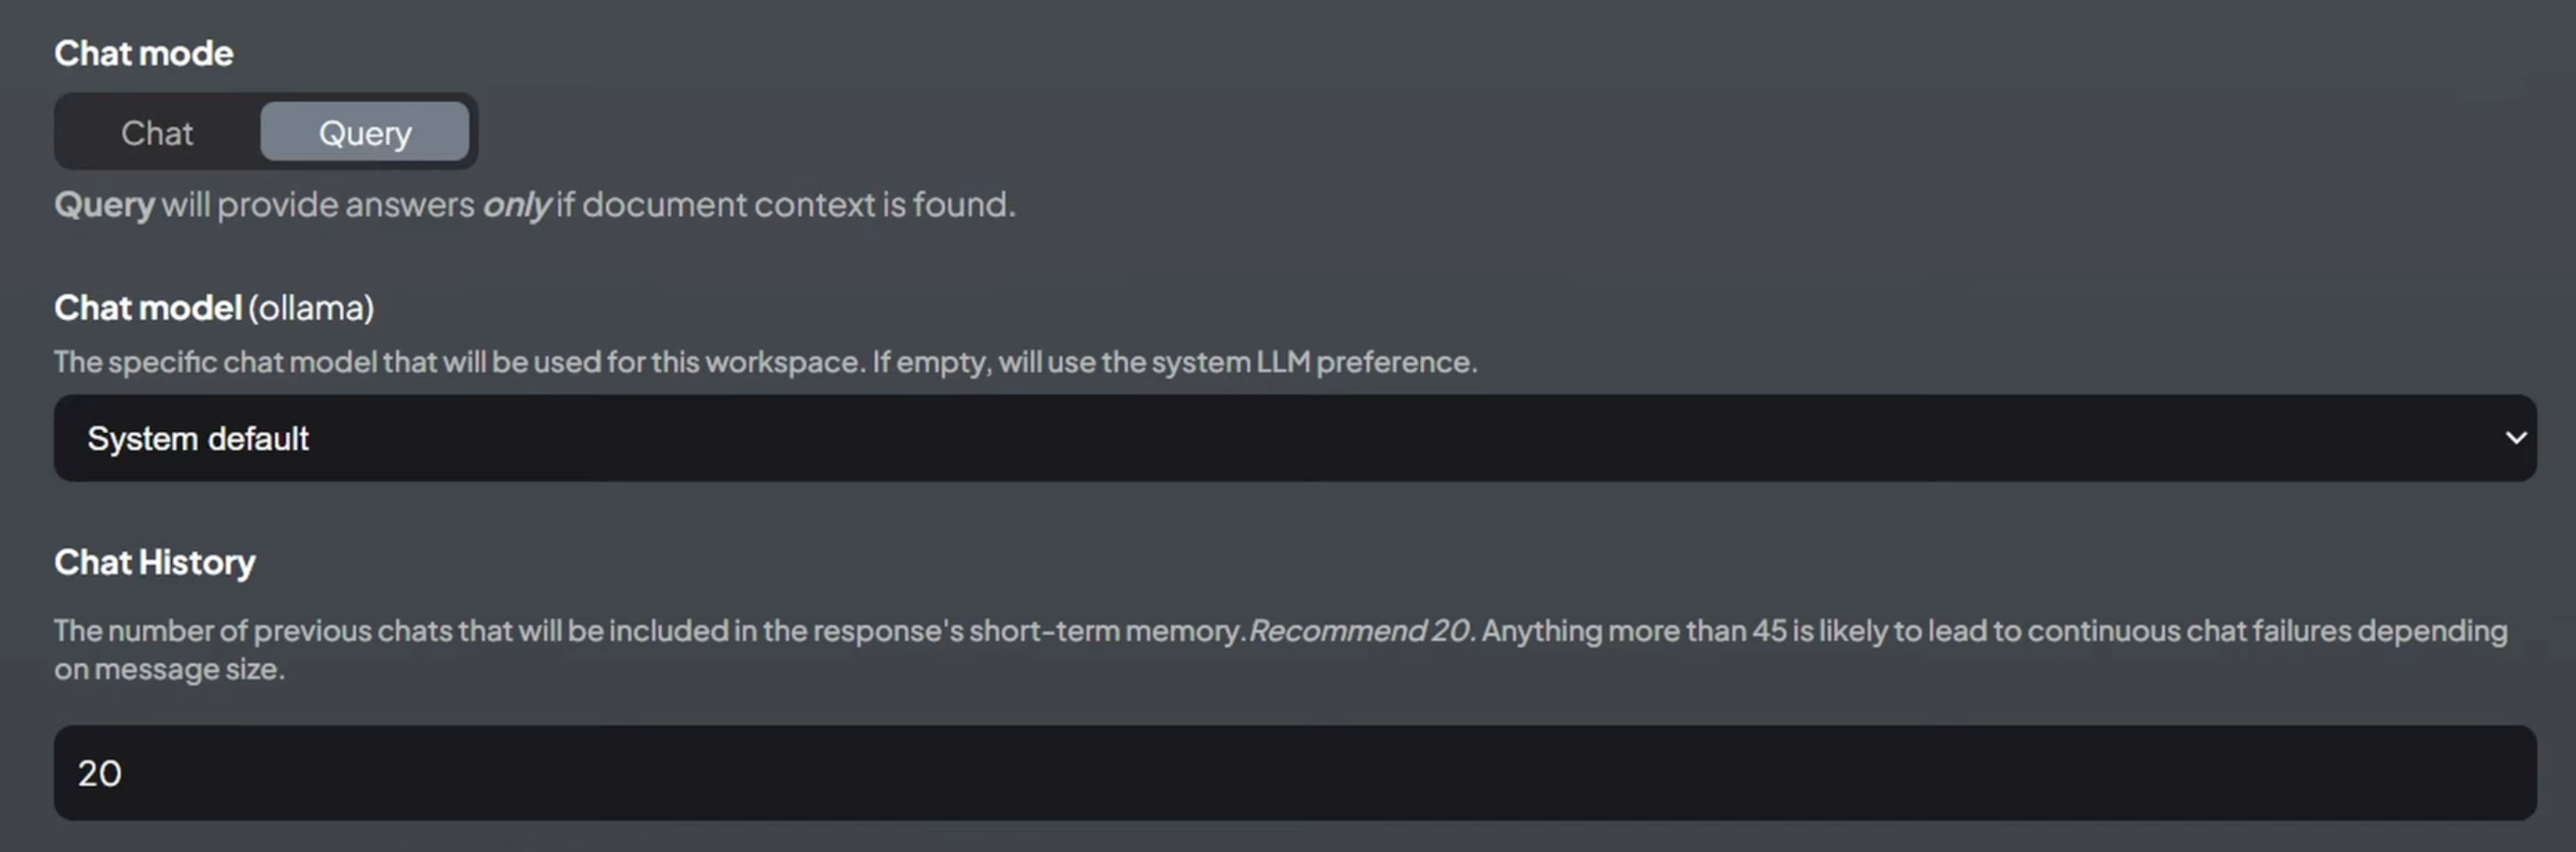 Chat mode
Chat Query
Query will provide answers only if document context is found.
Chat model (ollama)
The specific chat model that will be used for this workspace. If empty, will use the system LLM preference.
System default
Chat History
The number of previous chats that will be included in the response's short-term memory.Recommend 20. Anything more than 45 is likely to lead to continuous chat failures depending
on message size.
20